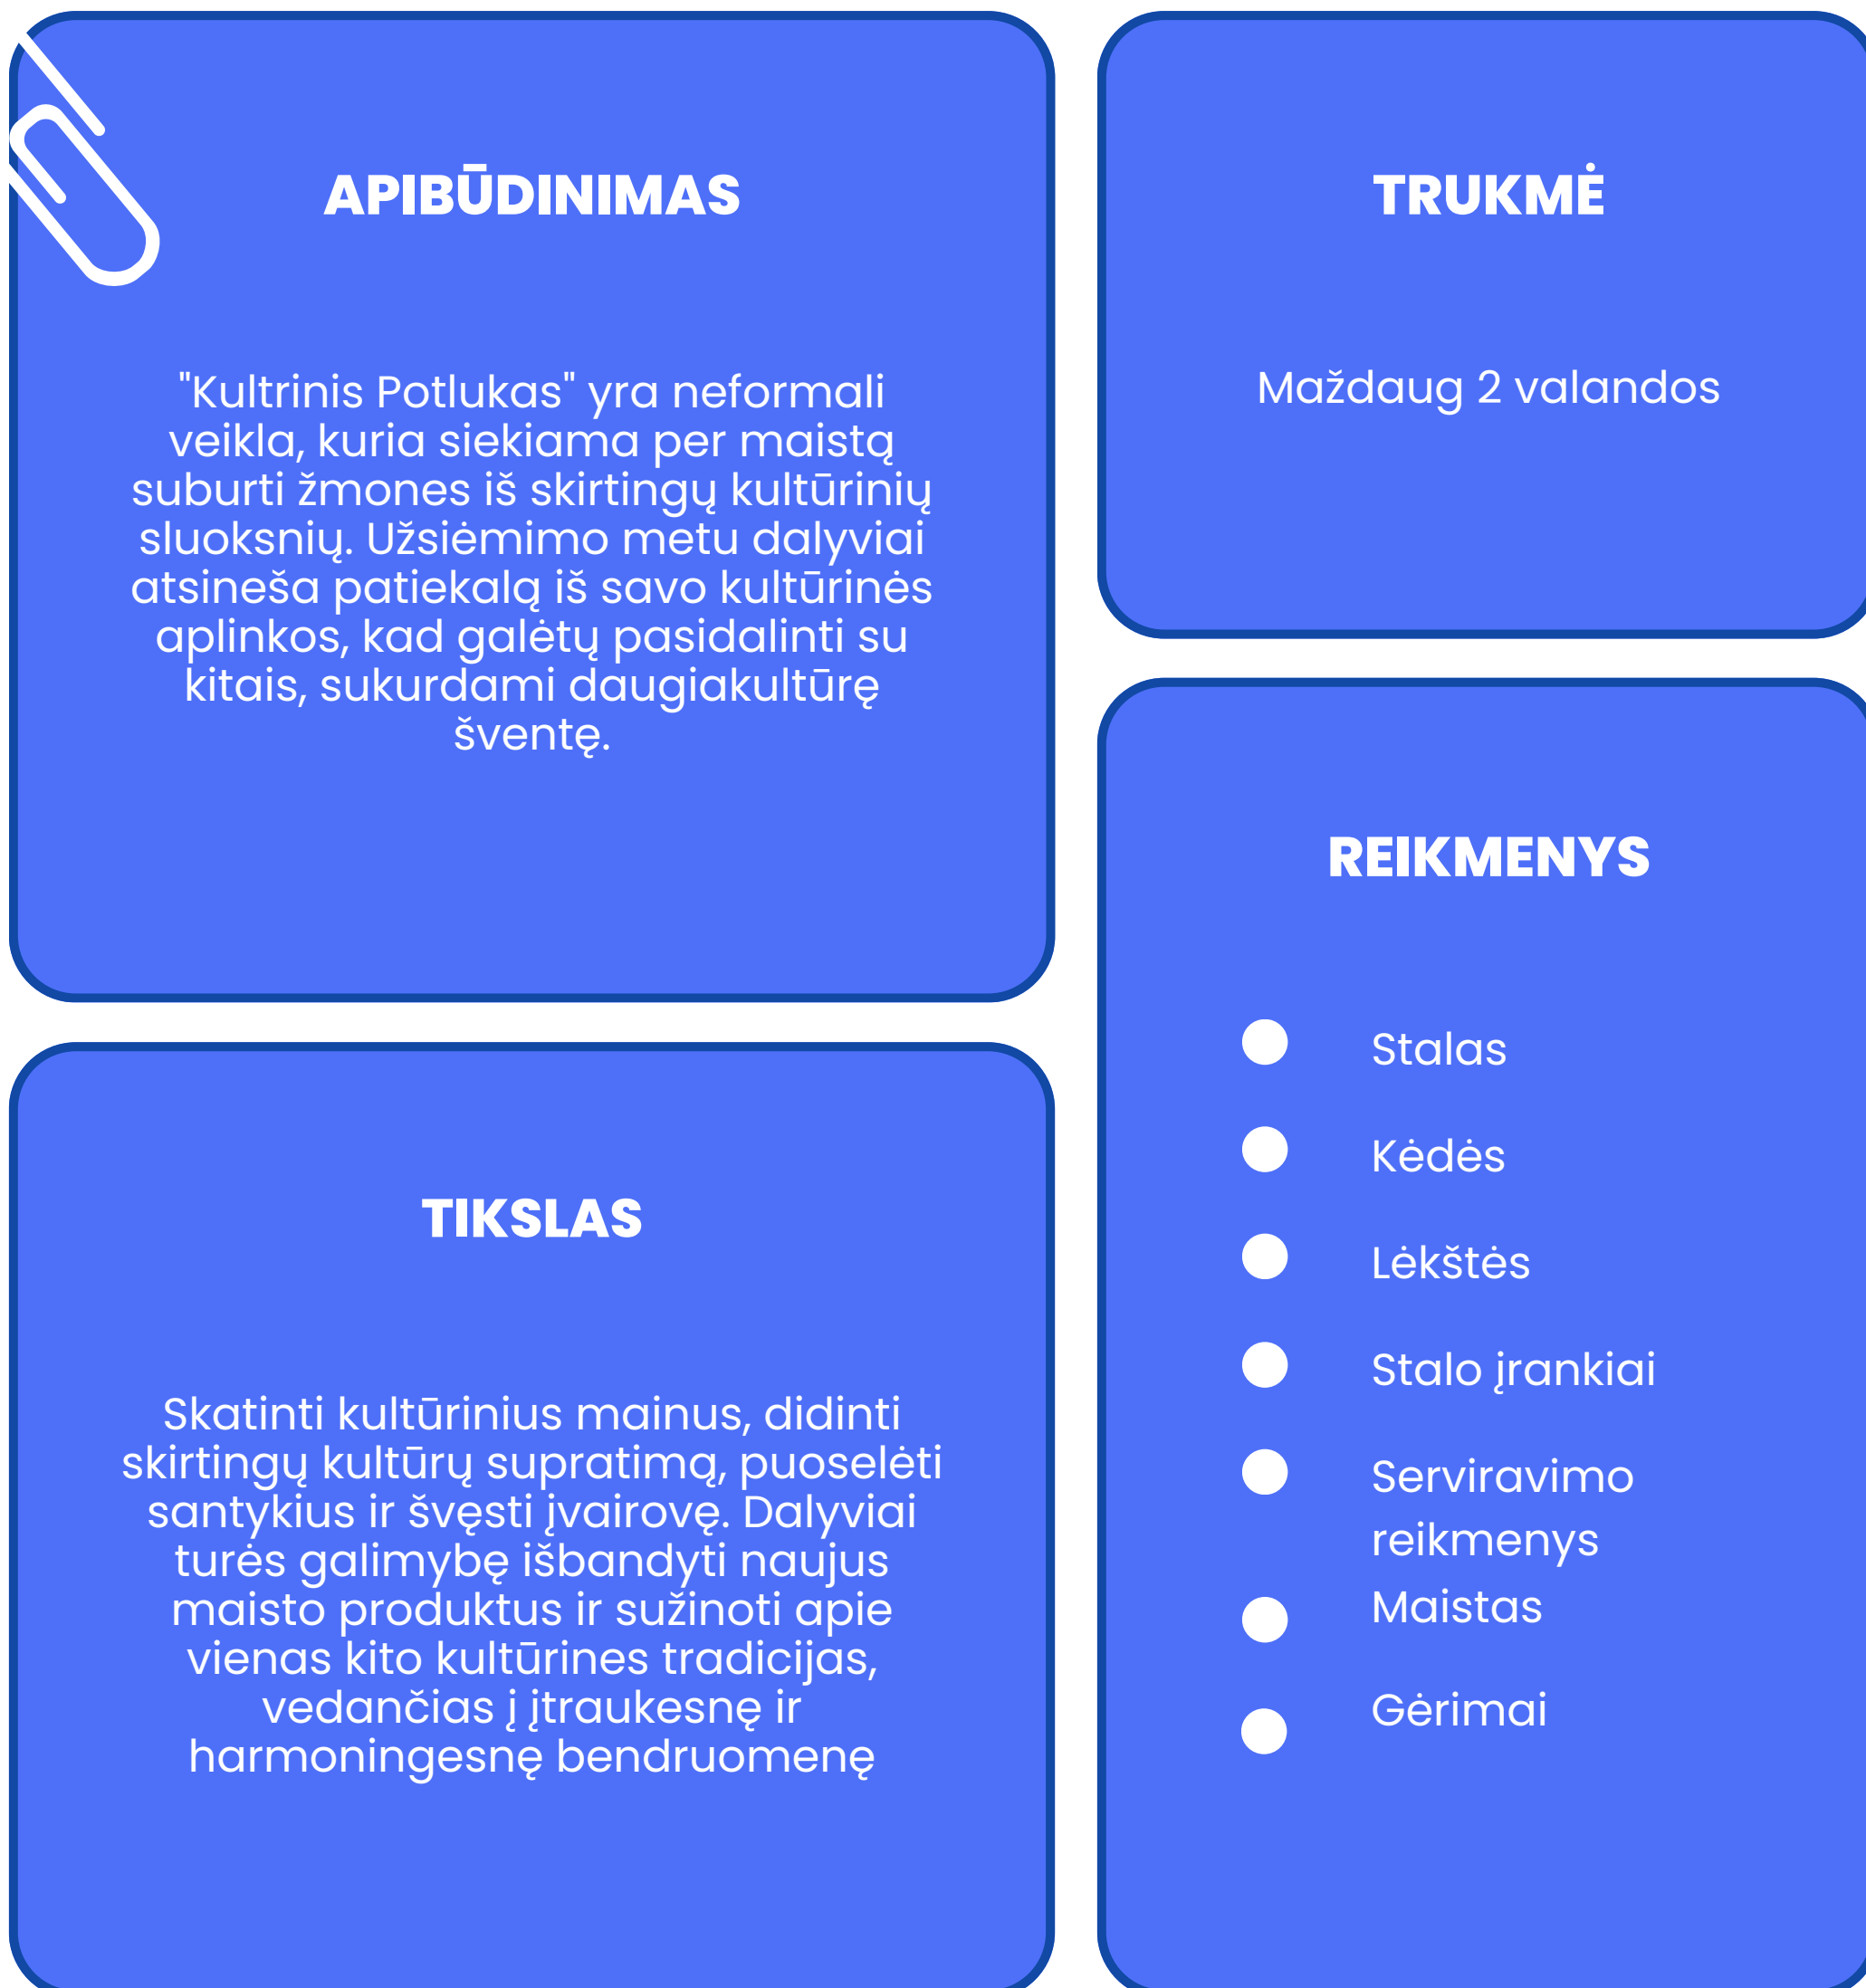 APIBŪDINIMAS
"Kultrinis Potlukas" yra neformali
veikla, kuria siekiama per maistą
suburti žmones iš skirtingų kultūrinių
sluoksnių. Užsiėmimo metu dalyviai
atsineša patiekalą iš savo kultūrinės
aplinkos, kad galėtų pasidalinti su
kitais, sukurdami daugiakultūrę
šventę.
TIKSLAS
Skatinti kultūrinius mainus, didinti
skirtingų kultūrų supratimą, puoselėti
santykius ir švęsti įvairovę. Dalyviai
turės galimybę išbandyti naujus
maisto produktus ir sužinoti apie
vienas kito kultūrines tradicijas,
vedančias į įtraukesnę ir
harmoningesnę bendruomenę
TRUKMĖ
Maždaug 2 valandos
REIKMENYS
Stalas
Kėdės
Lėkštės
Stalo įrankiai
Serviravimo
reikmenys
Maistas
Gėrimai